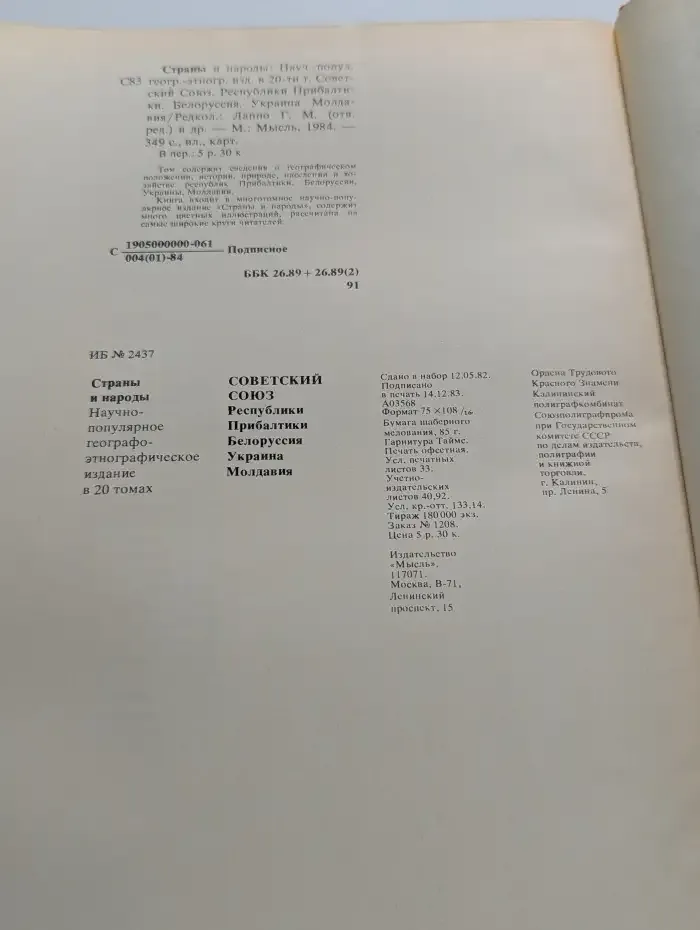 Страны и народы: Науч.-попул.
С83 геогр.-этногр. изд. в 20-ти т. Совет-
ский Союз. Республики Прибалти-
ки. Белоруссия. Украина. Молда-
вия/Редкол.: Лаппо Г. М. (отв.
ред.) и др. — М.: Мысль, 1984. —
349 с., ил., карт.
В пер.: 5 р. 30 к
Том содержит сведения о географическом
положении, истории, природе, населении и хо-
зяйстве республик Прибалтики, Белоруссии,
Украины, Молдавии.
Книга входит в многотомное научно-попу-
лярное издание «Страны и народы», содержит
много цветных иллюстраций, рассчитана на
самые широкие круги читателей.
С 1905000000-061
004(01)-84 Подписное
ББК 26.89 + 26.89(2)
91
ИБ № 2437
Страны
и народы
Научно-
популярное
географо-
этнографическое
издание
в 20 томах
СОВЕТСКИЙ
СОЮЗ
Республики
Прибалтики
Белоруссия
Украина
Молдавия
Сдано в набор 12.05.82.
Подписано
в печать 14.12.83.
А03568
Формат 75 × 108 /16
Бумага шаберного
мелования, 85 г.
Гарнитура Таймс.
Печать офсетная.
Усл. печатных
листов 33.
Учетно-
издательских
листов 40,92.
Усл. кр.-отт. 133,14.
Тираж 180 000 экз.
Заказ № 1208.
Цена 5 р. 30 к.
Издательство
«Мысль».
117071.
Москва, В-71,
Ленинский
проспект, 15
Ордена Трудового
Красного Знамени
Калининский
полиграфкомбинат
Союзполиграфпрома
при Государственном
комитете СССР
по делам издательств,
полиграфии
и книжной
торговли.
г. Калинин,
пр. Ленина, 5